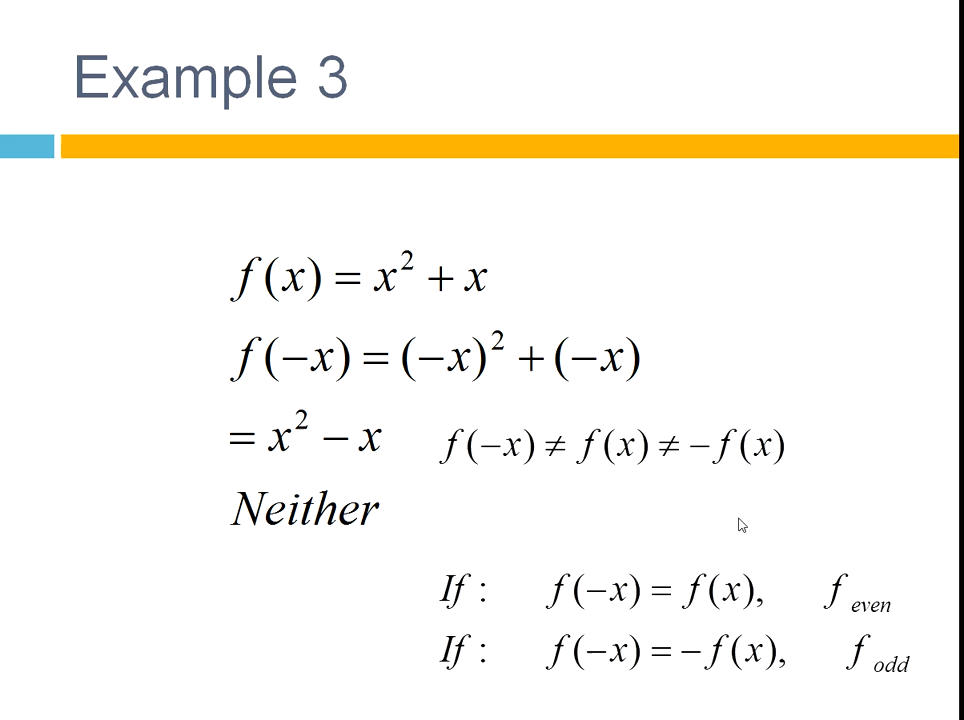 Example 3
f(x) = x² + x
f(−x) = (−x)² + (−x)
= x² − x
f(−x) ≠ f(x) ≠ −f(x)
Neither
If : f(−x) = f(x), f even
If : f(−x) = −f(x), f odd